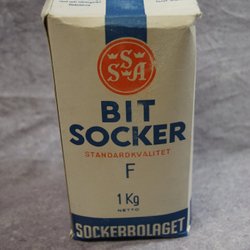 SSA
BIT
SOCKER
STANDARDKVALITET
F
1 Kg
NETTO
SOCKERBOLAGET